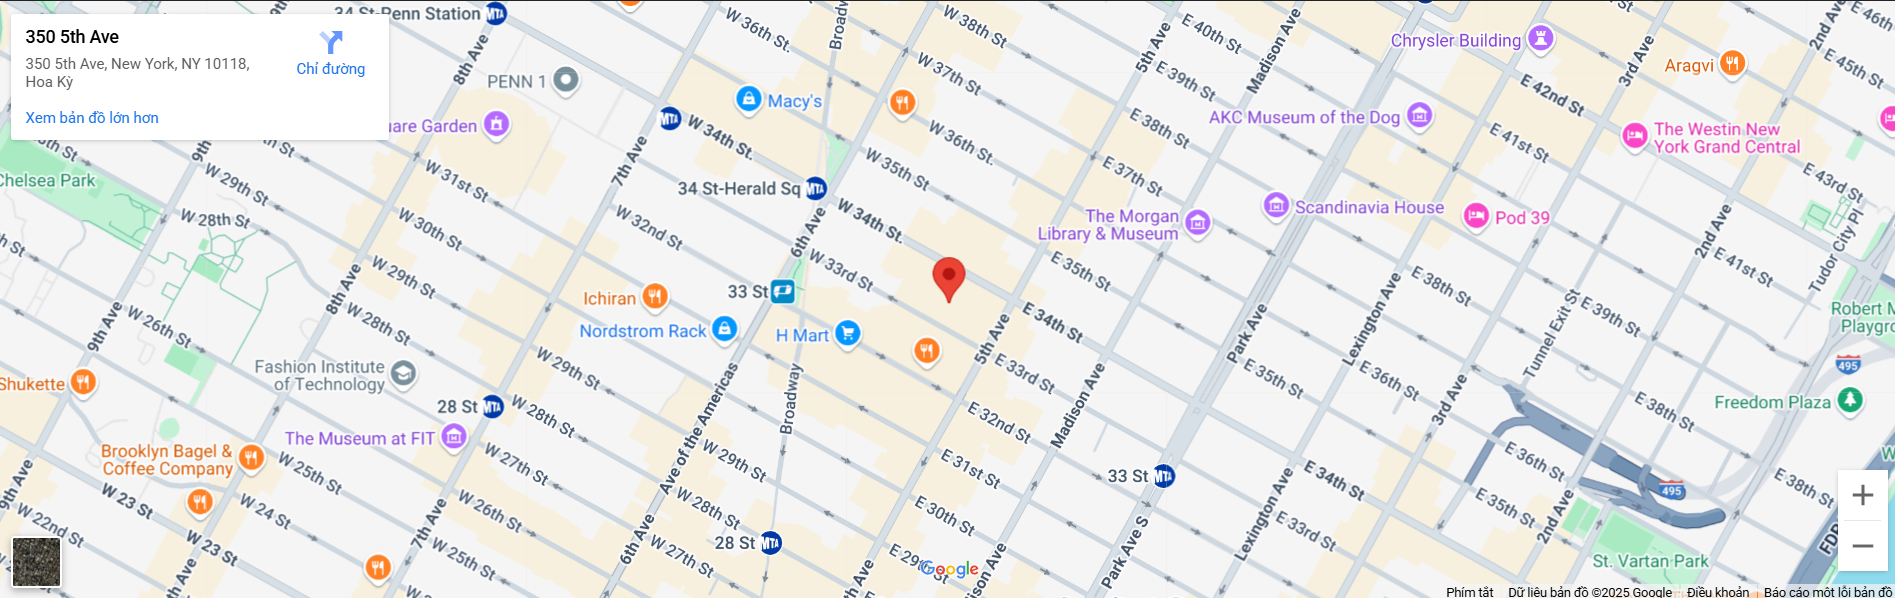 350 5th Ave
350 5th Ave, New York, NY 10118,
Hoa Kỳ
Chỉ đường
Xem bản đồ lớn hơn
34 St-Penn Station
MTA
8th Ave
PENN 1
Macy's
W 36th St.
Broadw
W 38th St
W 37th St
5th Ave
E 40th St
E 39th St
Madison Ave
Chrysler Building
3rd Ave
Aragvi
2nd Ave
E 46th
E 45th St
E 42nd St
AKC Museum of the Dog
E 41st St
The Westin New
York Grand Central
E 43rd St
uare Garden
MTA
W 34th St.
7th Ave
W 36th St.
W 35th St
E 38th St
E 37th St
9th
Chelsea Park
W 29th St
W 28th St
W 31st St
W 30th St
34 St-Herald Sq
MTA
W 34th St.
6th Ave
W 32nd St
W 33rd St
The Morgan
Library & Museum
Scandinavia House
Pod 39
2nd Ave
Tudor City Pl
E 35th St
E 41st St
W 29th St
8th Ave
W 28th St
33 St
Ichiran
Nordstrom Rack
H Mart
E 34th St
5th Ave
E 33rd St
Park Ave
Lexington Ave
E 38th St
Tunnel Exit St
E 39th St
Robert M
Playgro
9th Ave
W 26th St
Fashion Institute
of Technology
Shukette
W 29th St
Madison Ave
E 35th St
E 36th St
3rd Ave
E 38th St
495
Freedom Plaza
28 St
MTA
W 28th St
The Museum at FIT
Avenue of the Americas
Broadway
E 32nd St
Brooklyn Bagel &
Coffee Company
W 25th St
W 27th St
W 29th St
E 31st St
33 St
MTA
E 34th St
E 36th St
495
E 38th St
9th Ave
W 23 St
W 24 St
W 26th St
W 28th St
E 30th St
Lexington Ave
E 35th St
2nd Ave
W 22nd St
W 23 St
7th Ave
W 25th St
6th Ave
W 27th St
28 St
MTA
E 29th St
Park Ave S
E 33rd St
FDR
St. Vartan Park
Google
Phím tắt
Dữ liệu bản đồ ©2025 Google
Điều khoản
Báo cáo một lỗi bản đồ